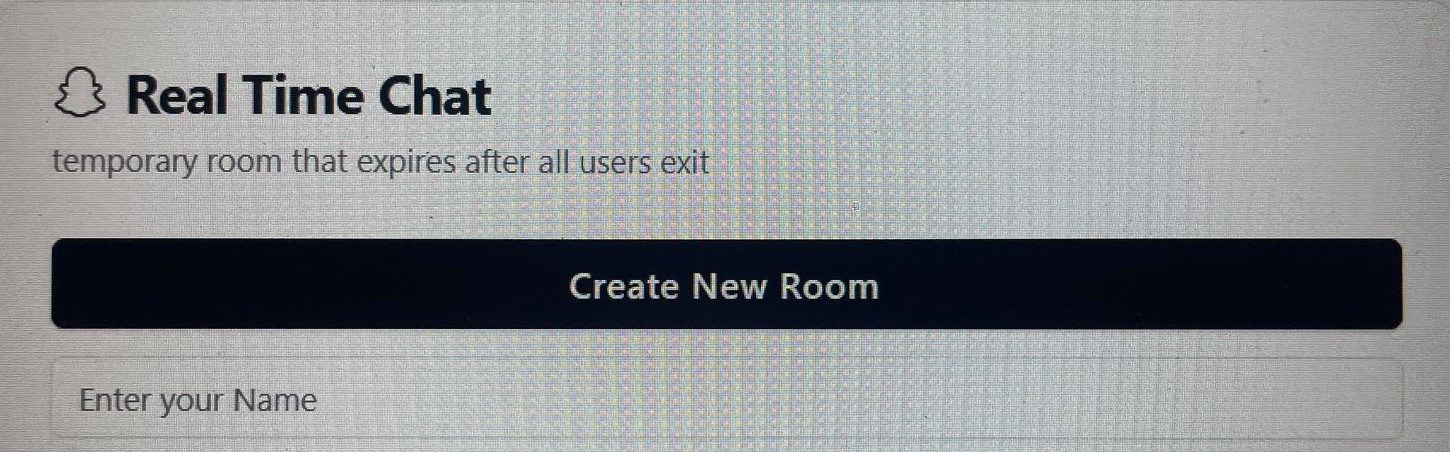 Real Time Chat
temporary room that expires after all users exit
Create New Room
Enter your Name